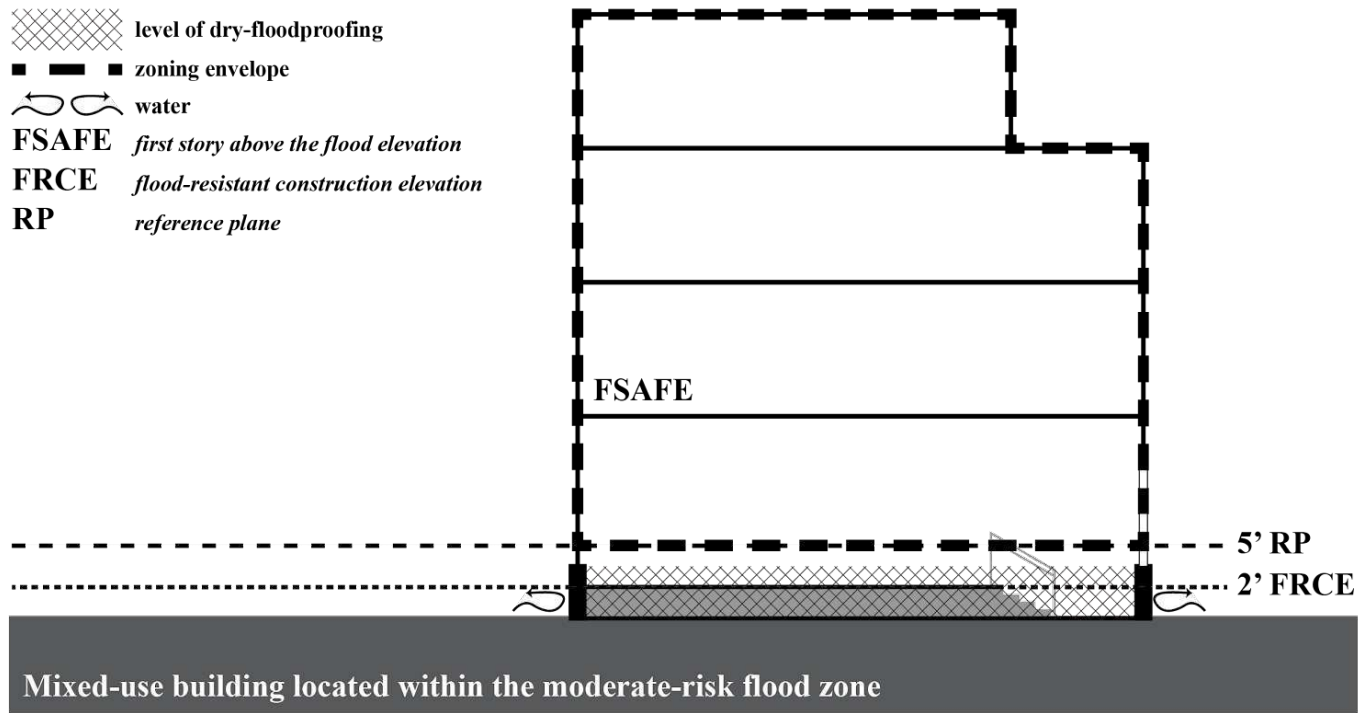 level of dry-floodproofing
zoning envelope
water
FSAFE first story above the flood elevation
FRCE flood-resistant construction elevation
RP reference plane
FSAFE
5’ RP
2’ FRCE
Mixed-use building located within the moderate-risk flood zone